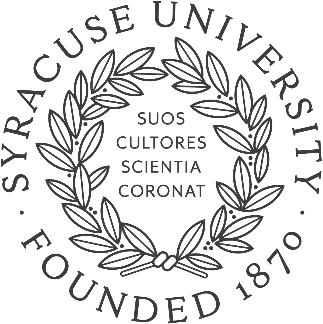 SYRACUSE UNIVERSITY
SUOS
CULTORES
SCIENTIA
CORONAT
· FOUNDED 1870 ·